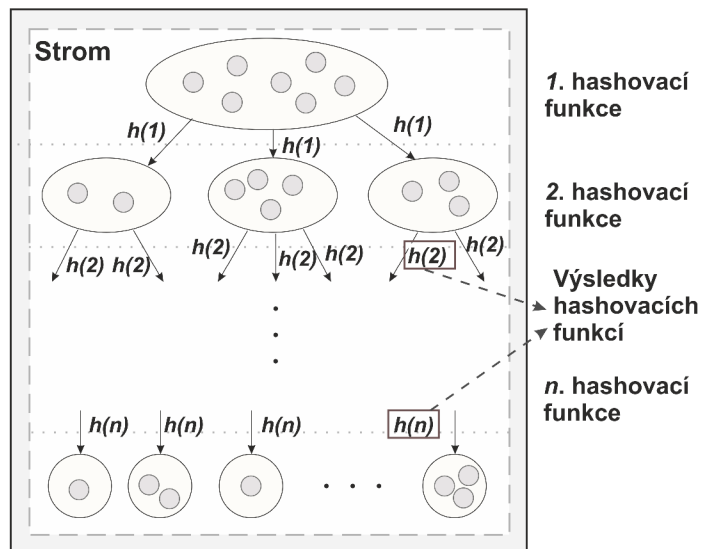 Strom
1. hashovací
funkce
h(1)
h(1)
h(1)
2. hashovací
funkce
h(2) h(2)
h(2)
h(2)
h(2)
h(2)
h(2)
Výsledky
hashovacích
funkcí
n. hashovací
funkce
h(n)
h(n)
h(n)
h(n)